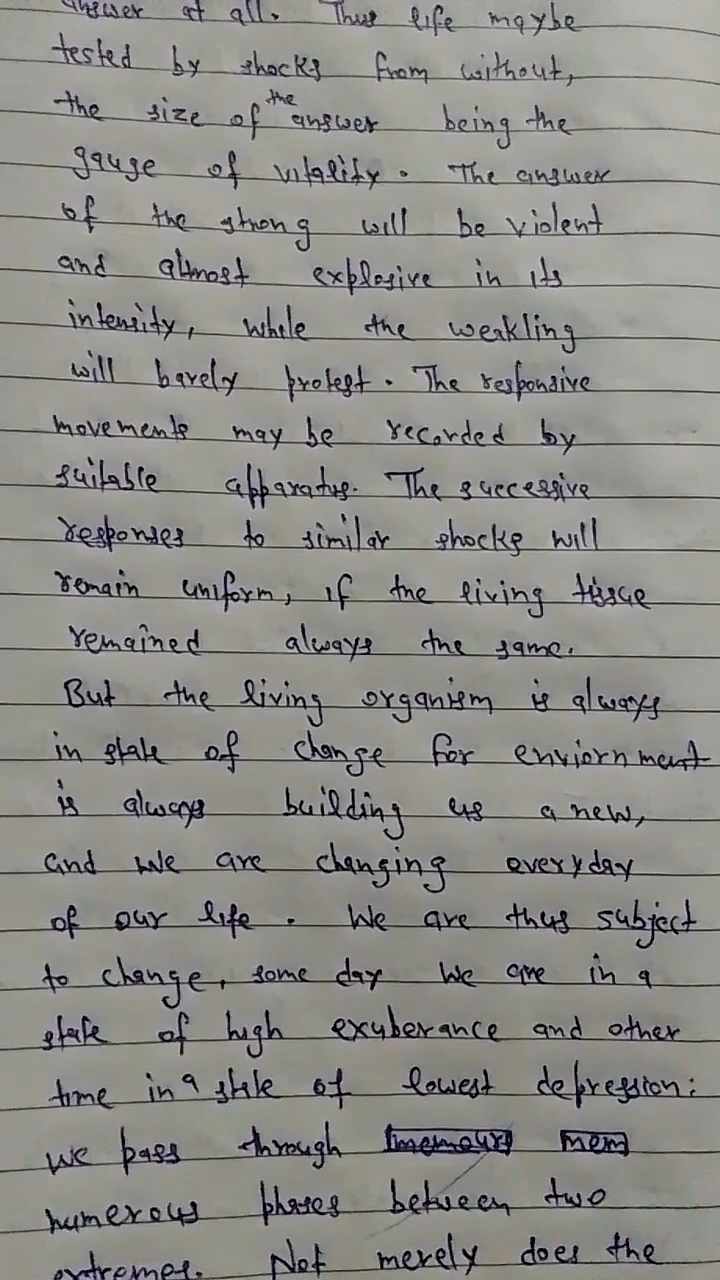 answer at all. Thus life maybe
tested by shocks from without,
the size of the answer being the
gauge of vitality. The answer
of the strong will be violent
and almost explosive in its
intensity, while the weakling
will barely protest. The responsive
movements may be recorded by
suitable apparatus. The successive
responses to similar shocks will
remain uniform, if the living tissue
remained always the same.
But the living organism is always
in state of change for enviornment
is always building us a new,
and we are changing everyday
of our life. We are thus subject
to change, some day we are in a
state of high exuberance and other
time in a state of lowest depression:
we pass through
numerous phases between two
extremes. Not merely does the